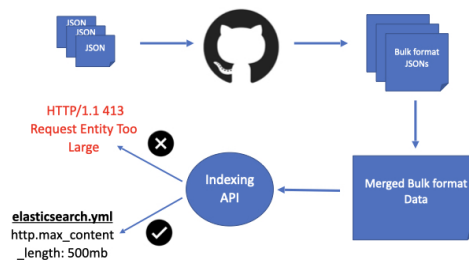 JSON
JSON
JSON
Bulk format
JSONs
HTTP/1.1 413
Request Entity Too
Large
Indexing
API
Merged Bulk format
Data
elasticsearch.yml
http.max_content
_length: 500mb